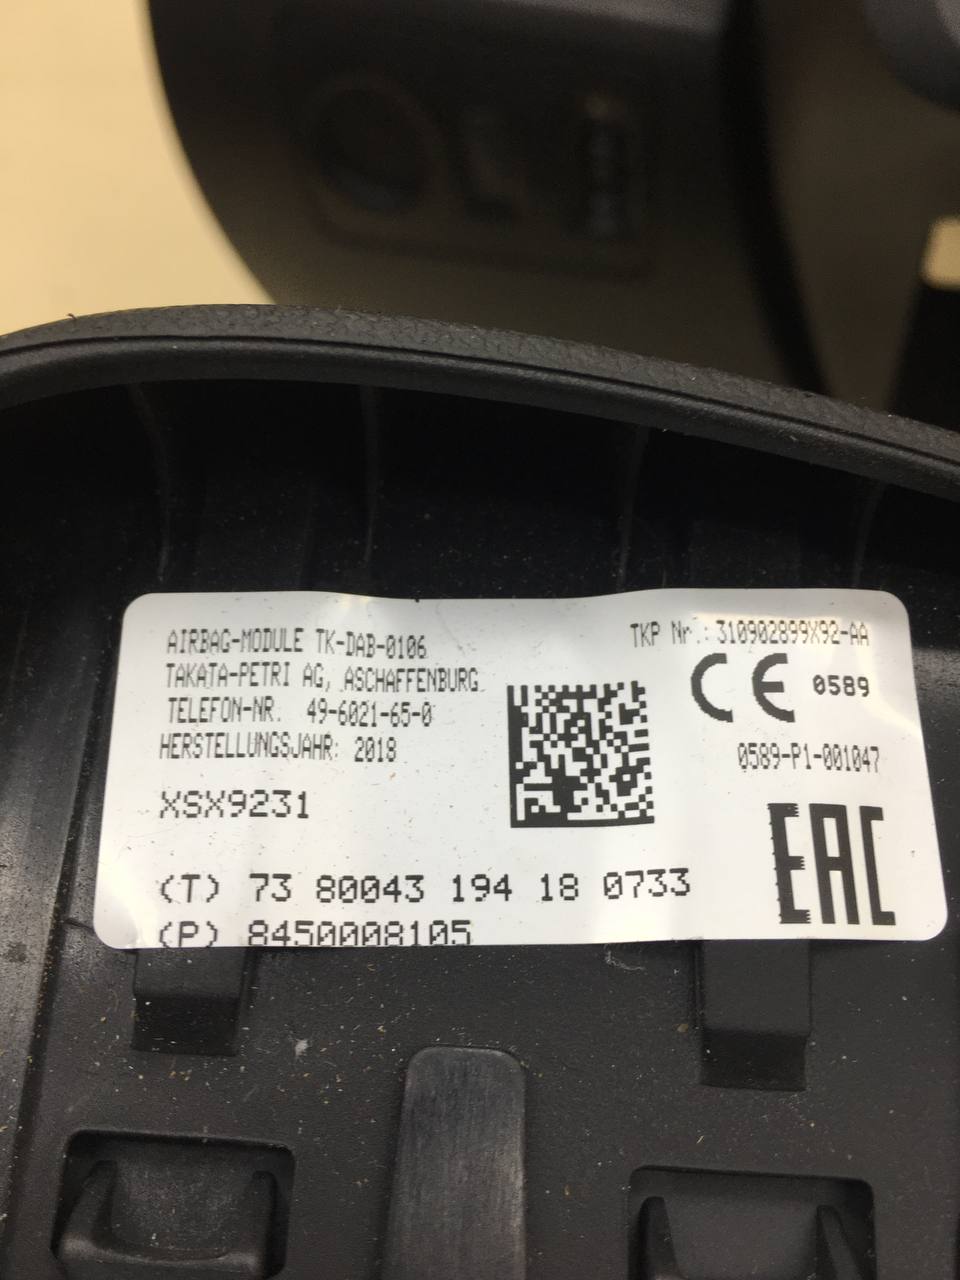 AIRBAG-MODULE TK-DAB-0106
TAKATA-PETRI AG, ASCHAFFENBURG
TELEFON-NR. 49-6021-65-0
HERSTELLUNGSJAHR: 2018
XSX9231
TKP Nr.: 310902899X92-AA
CE 0589
0589-P1-001047
EAC
(T) 73 80043 194 18 0733
(P) 8450008105